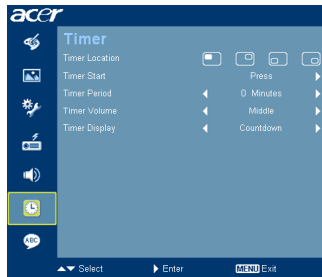 acer
Timer
Timer Location
Timer Start Press
Timer Period 0 Minutes
Timer Volume Middle
Timer Display Countdown
ABC
Select Enter MENU Exit